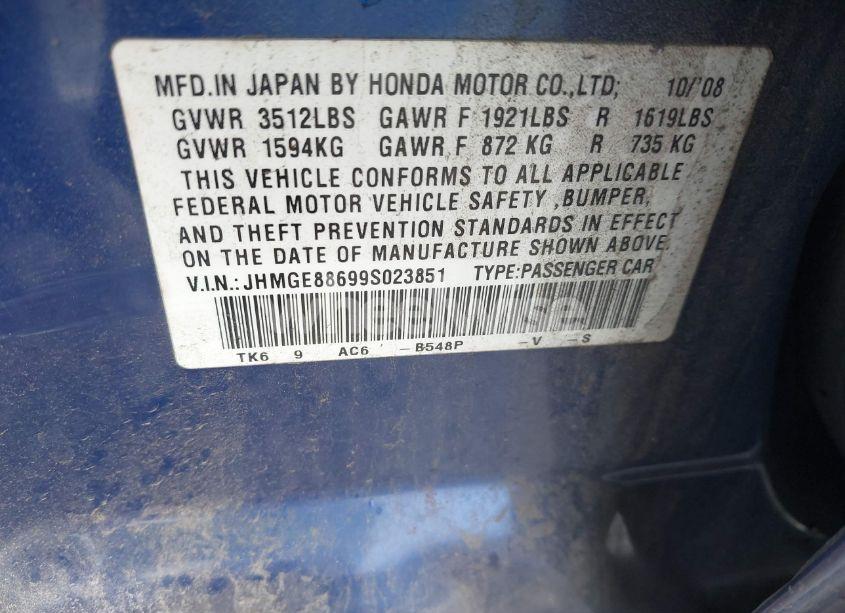 MFD.IN JAPAN BY HONDA MOTOR CO.,LTD; 10/'08
GVWR 3512LBS GAWR F 1921LBS R 1619LBS
GVWR 1594KG GAWR F 872 KG R 735 KG
THIS VEHICLE CONFORMS TO ALL APPLICABLE
FEDERAL MOTOR VEHICLE SAFETY ,BUMPER,
AND THEFT PREVENTION STANDARDS IN EFFECT
ON THE DATE OF MANUFACTURE SHOWN ABOVE.
V.I.N.:JHMGE88699S023851 TYPE:PASSENGER CAR
TK6 9 AC6 -B548P -V -S